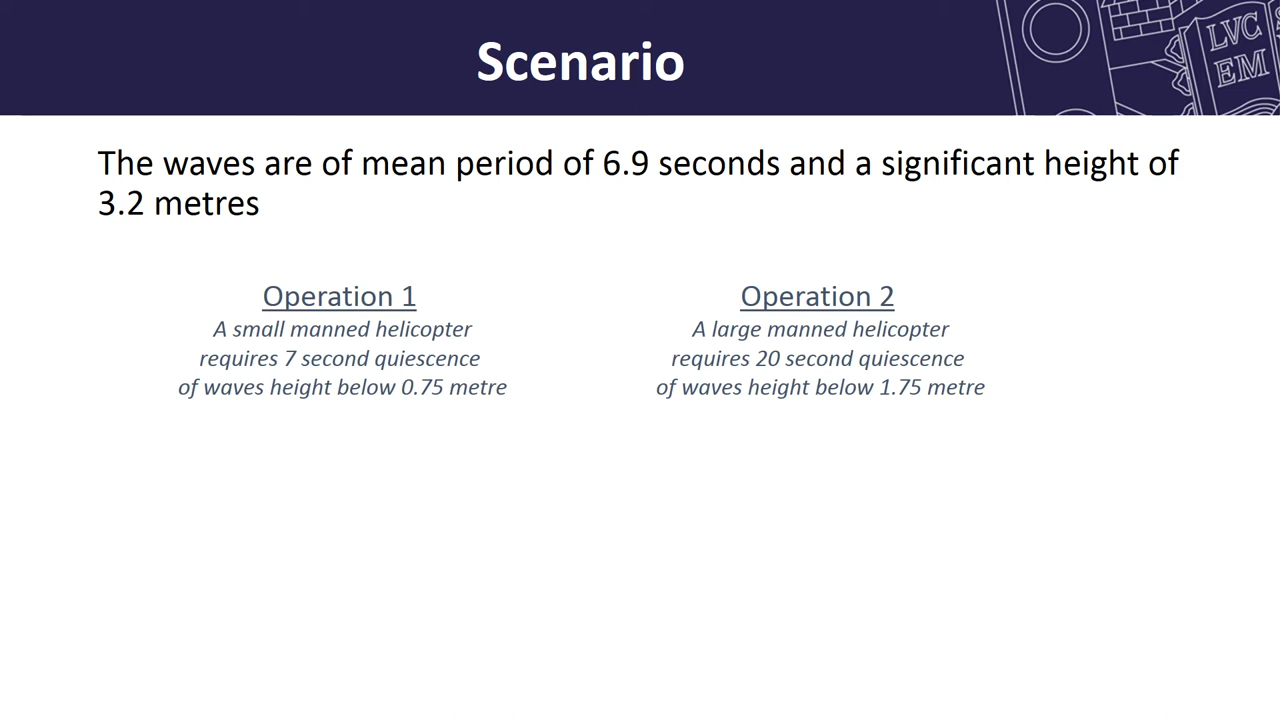 Scenario
LVC
EM
The waves are of mean period of 6.9 seconds and a significant height of
3.2 metres
Operation 1
A small manned helicopter
requires 7 second quiescence
of waves height below 0.75 metre
Operation 2
A large manned helicopter
requires 20 second quiescence
of waves height below 1.75 metre